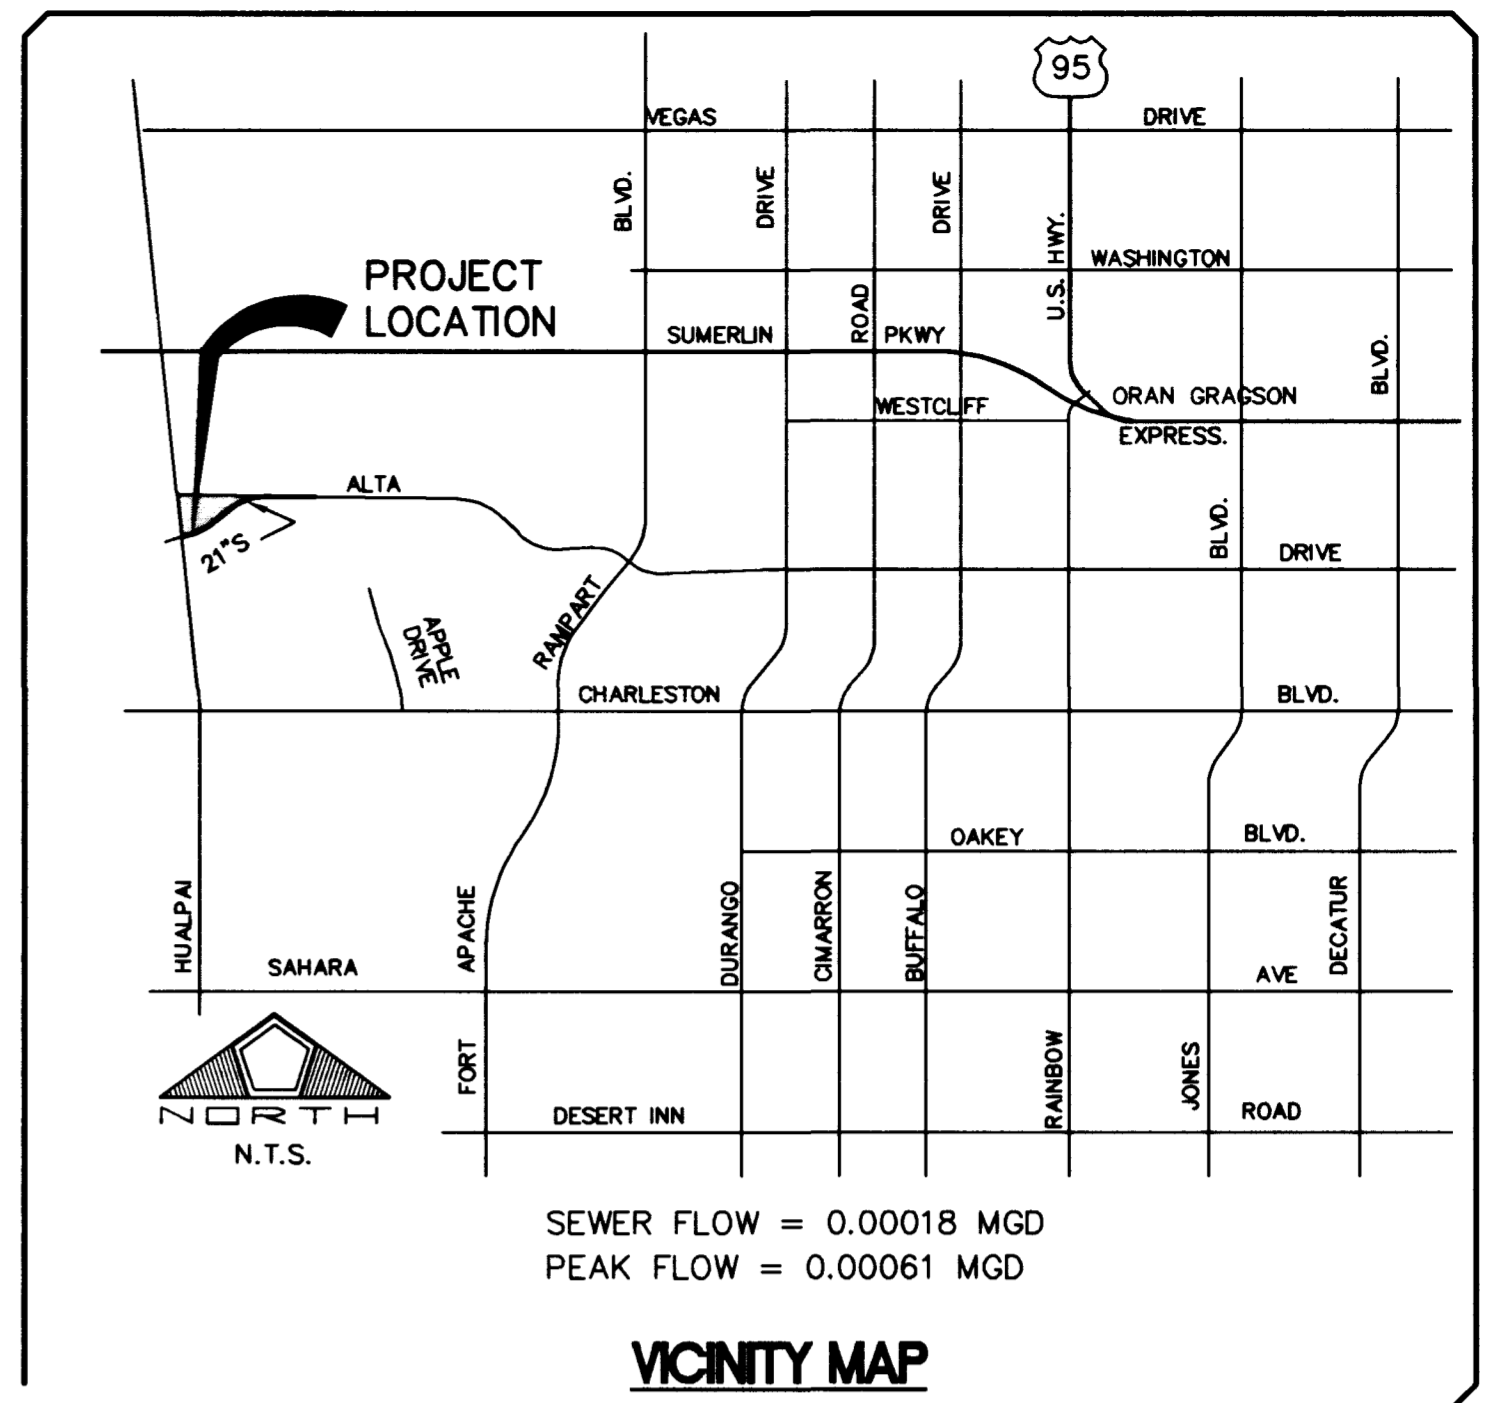 95
VEGAS DRIVE
BLVD.
DRIVE
DRIVE
U.S. HWY.
WASHINGTON
PROJECT
LOCATION
ROAD
SUMERLIN PKWY
BLVD.
ORAN GRAGSON
WESTCLIFF
EXPRESS.
ALTA
21"S
BLVD.
DRIVE
RAMPART
APPLE
DRIVE
CHARLESTON BLVD.
OAKEY BLVD.
HUALPAI
APACHE
DURANGO
CIMARRON
BUFFALO
DECATUR
SAHARA AVE
FORT
RAINBOW
JONES
NORTH
N.T.S.
DESERT INN ROAD
SEWER FLOW = 0.00018 MGD
PEAK FLOW = 0.00061 MGD
VICINITY MAP